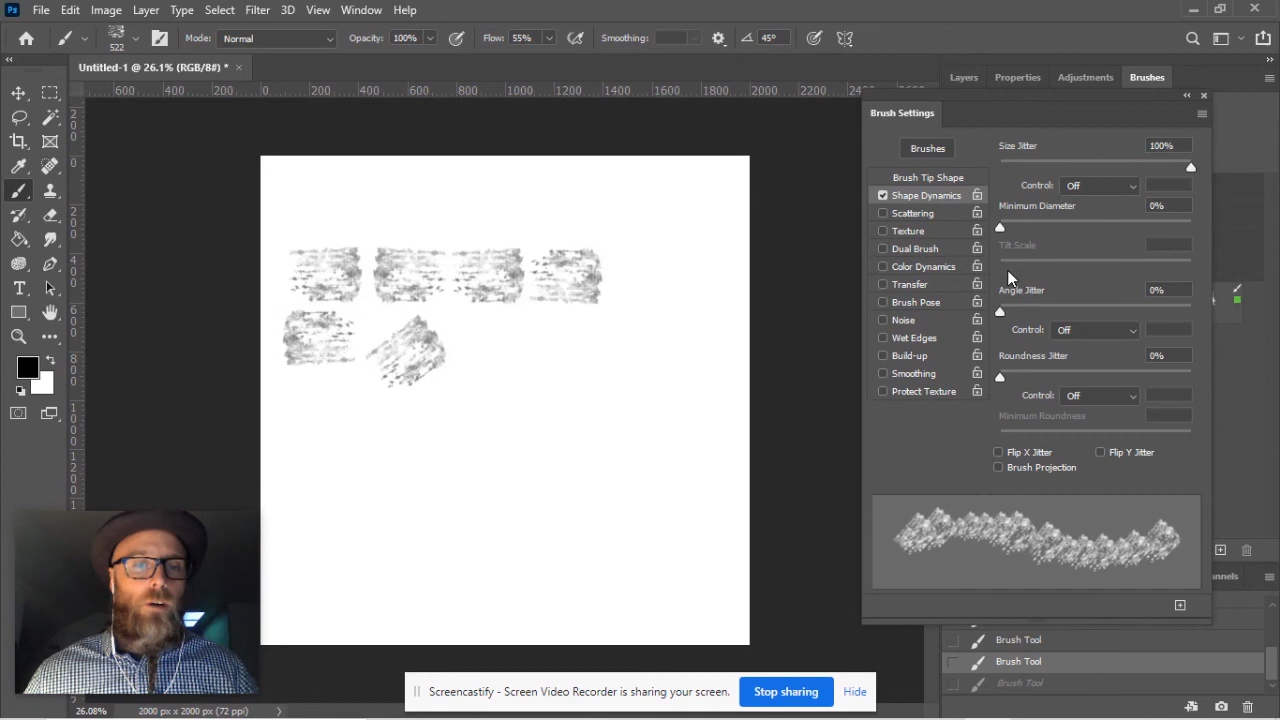 Ps File Edit Image Layer Type Select Filter 3D View Window Help
522 Mode: Normal Opacity: 100% Flow: 55% Smoothing: 45°
Untitled-1 @ 26.1% (RGB/8#) * ×
Layers Properties Adjustments Brushes
600 400 200 0 200 400 600 800 1000 1200 1400 1600 1800 2000 2200
Brush Settings
Brushes
Brush Tip Shape
Shape Dynamics
Scattering
Texture
Dual Brush
Color Dynamics
Transfer
Brush Pose
Noise
Wet Edges
Build-up
Smoothing
Protect Texture
Size Jitter 100%
Control: Off
Minimum Diameter 0%
Tilt Scale
Angle Jitter 0%
Control: Off
Roundness Jitter 0%
Control: Off
Minimum Roundness
Flip X Jitter Flip Y Jitter
Brush Projection
Brush Tool
Brush Tool
Brush Tool
Screencastify - Screen Video Recorder is sharing your screen. Stop sharing Hide
26.08% 2000 px x 2000 px (72 ppi)